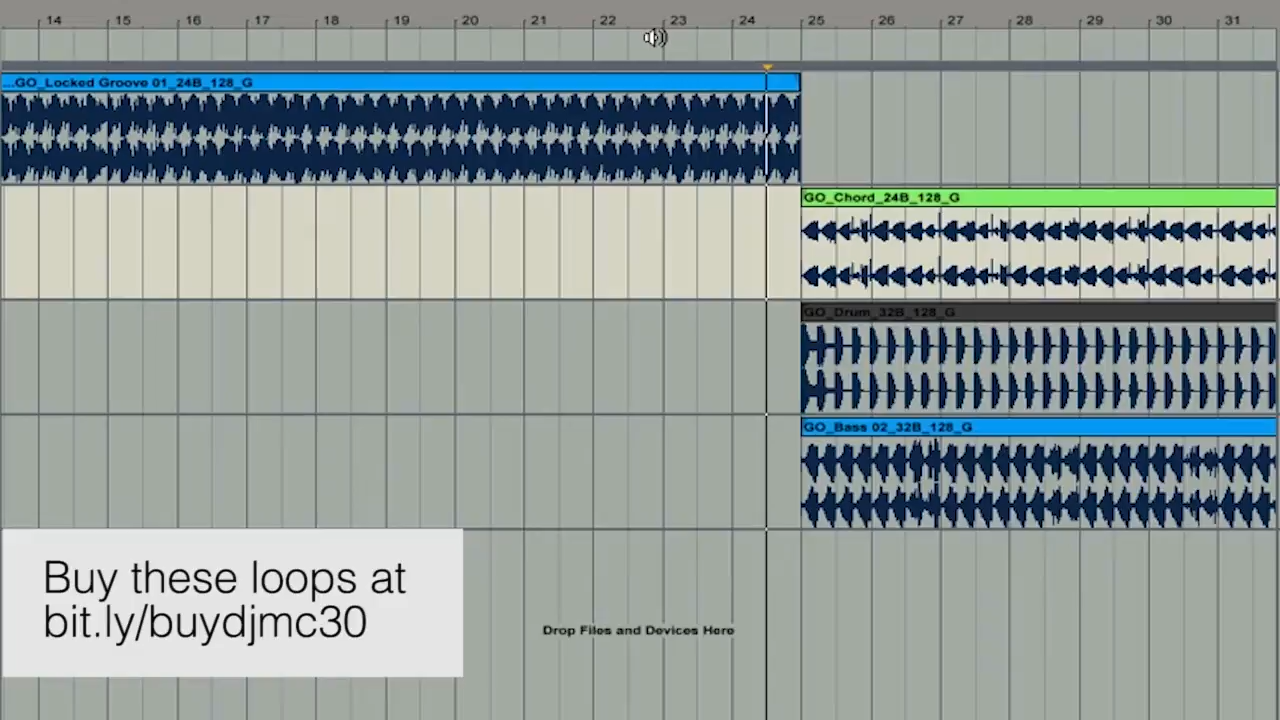 14 15 16 17 18 19 20 21 22 23 24 25 26 27 28 29 30 31
...GO_Locked Groove 01_24B_128_G
GO_Chord_24B_128_G
GO_Drum_32B_128_G
GO_Bass 02_32B_128_G
Buy these loops at
bit.ly/buydjmc30
Drop Files and Devices Here